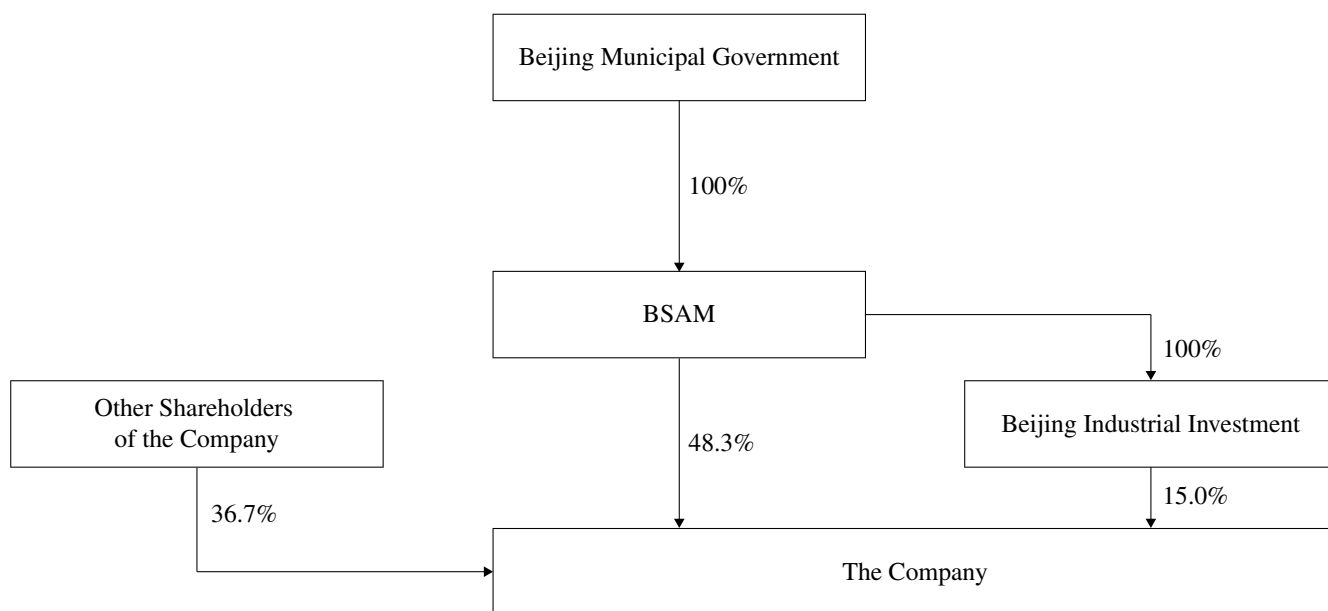 Beijing Municipal Government
100%
BSAM
100%
Other Shareholders
of the Company
48.3%
Beijing Industrial Investment
36.7%
15.0%
The Company